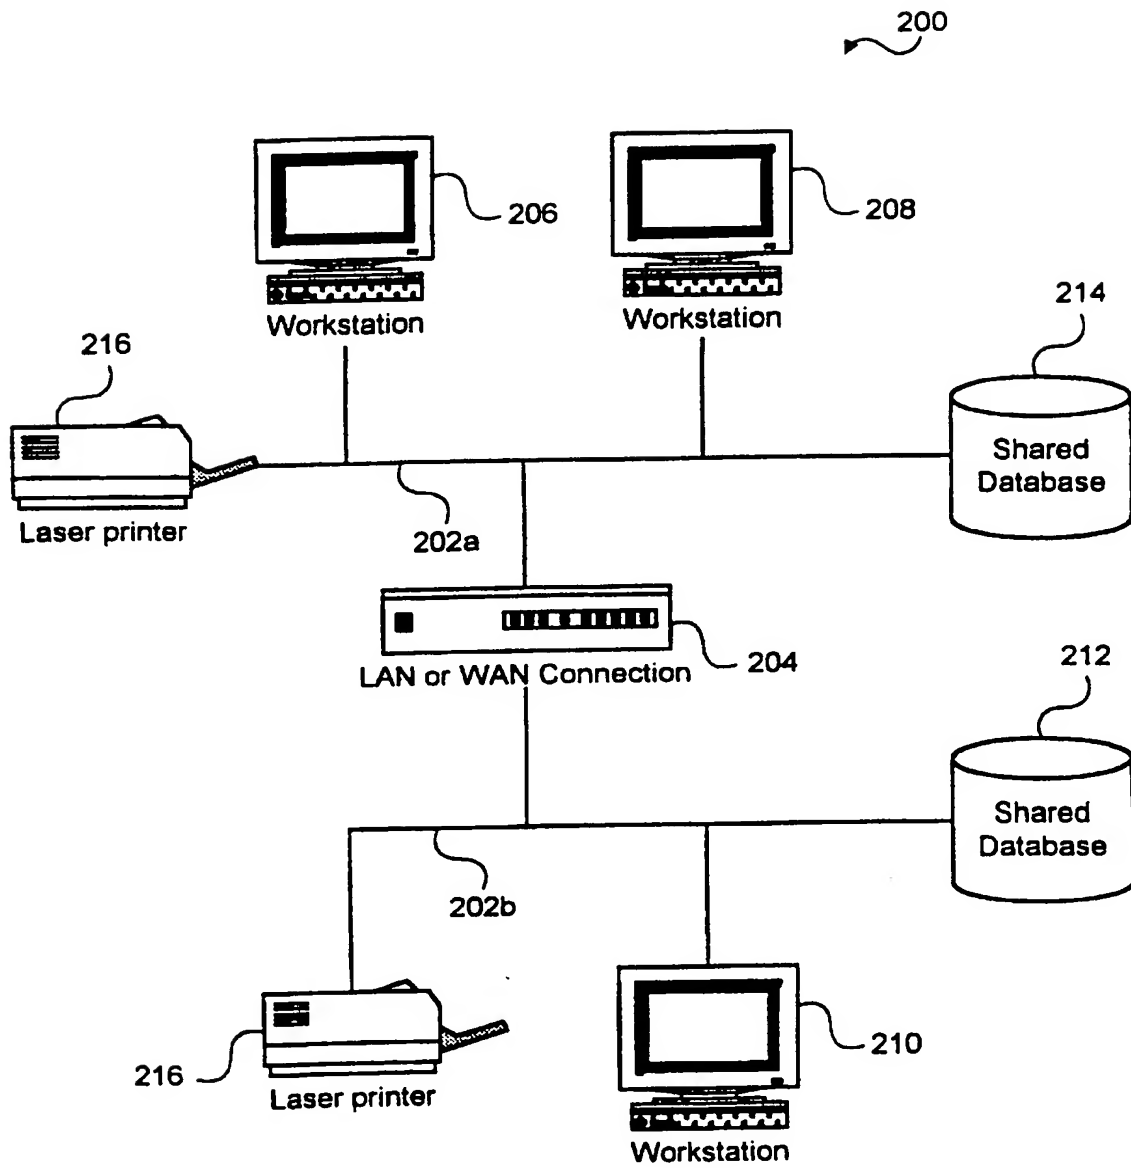 200
206
208
Workstation
Workstation
214
216
Shared
Database
Laser printer
202a
204
LAN or WAN Connection
212
Shared
Database
202b
216
Laser printer
210
Workstation